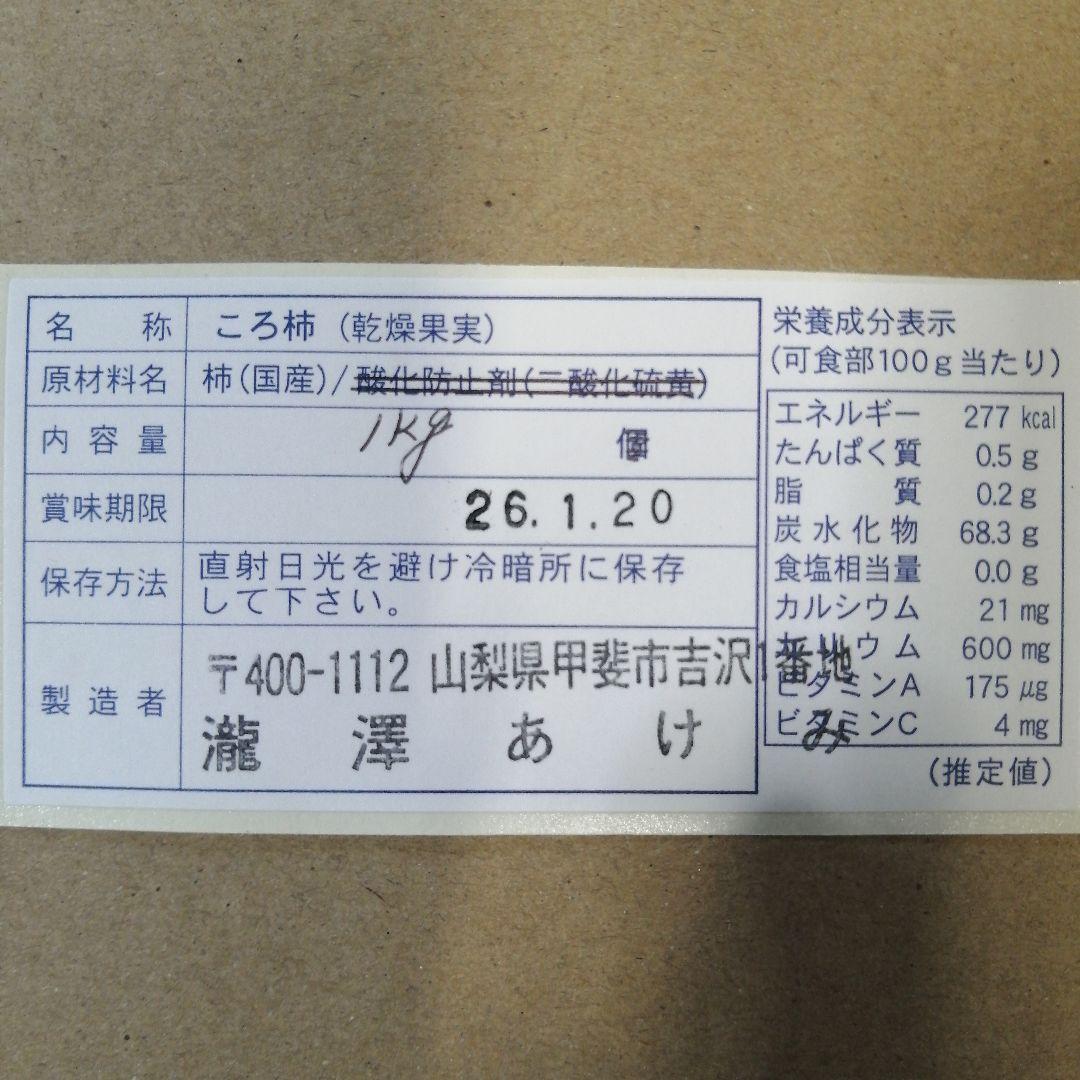 名称 ころ柿（乾燥果実）
原材料名 柿（国産）/酸化防止剤（二酸化硫黄）
内容量 1kg 個
賞味期限 26.1.20
保存方法 直射日光を避け冷暗所に保存
して下さい。
製造者 〒400-1112 山梨県甲斐市吉沢1番地
瀧澤あけみ
栄養成分表示
（可食部100g当たり）
エネルギー 277 kcal
たんぱく質 0.5 g
脂質 0.2 g
炭水化物 68.3 g
食塩相当量 0.0 g
カルシウム 21 mg
カリウム 600 mg
ビタミンA 175 μg
ビタミンC 4 mg
（推定値）